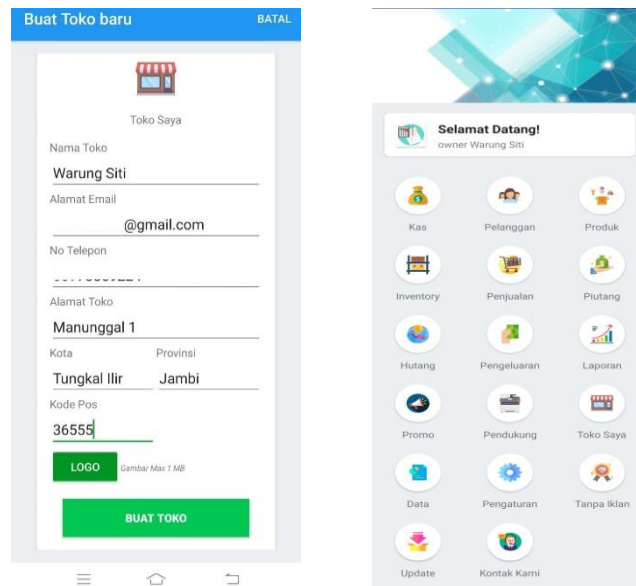 Buat Toko baru BATAL
Toko Saya
Nama Toko
Warung Siti
Alamat Email
@gmail.com
No Telepon
Alamat Toko
Manunggal 1
Kota Provinsi
Tungkal Ilir Jambi
Kode Pos
36555
LOGO Gambar Max 1 MB
BUAT TOKO
Selamat Datang!
owner Warung Siti
Kas Pelanggan Produk
Inventory Penjualan Piutang
Hutang Pengeluaran Laporan
Promo Pendukung Toko Saya
Data Pengaturan Tanpa Iklan
Update Kontak Kami